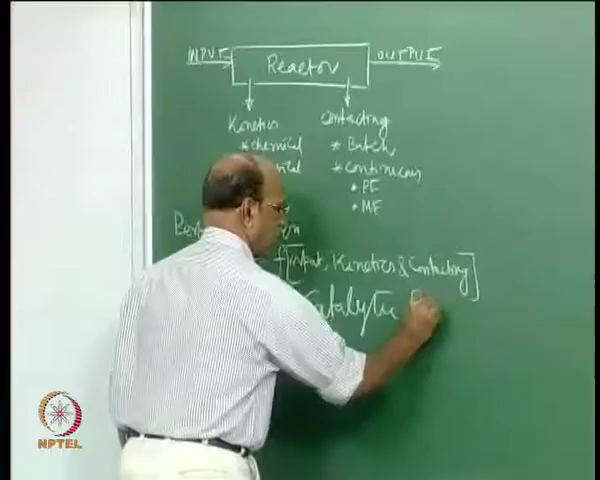 INPUT Reactor OUTPUT
Kinetics Contacting
* chemical * Batch
* Continuous
• PF
• MF
f [input, Kinetics & Contacting]
Catalytic
NPTEL